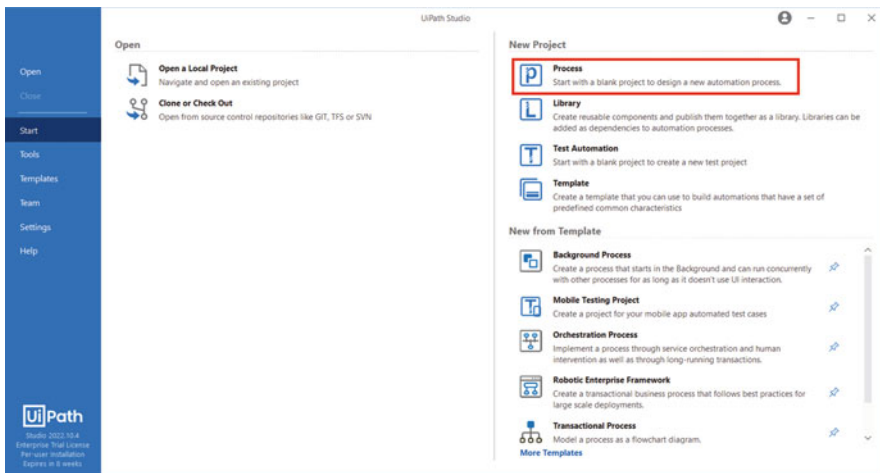 UiPath Studio
Open
Close
Start
Tools
Templates
Team
Settings
Help
UiPath
Studio 2022.10.4
Enterprise Trial License
Per-user Installation
Expires in 8 weeks
Open
Open a Local Project
Navigate and open an existing project
Clone or Check Out
Open from source control repositories like GIT, TFS or SVN
New Project
Process
Start with a blank project to design a new automation process.
Library
Create reusable components and publish them together as a library. Libraries can be
added as dependencies to automation processes.
Test Automation
Start with a blank project to create a new test project
Template
Create a template that you can use to build automations that have a set of
predefined common characteristics
New from Template
Background Process
Create a process that starts in the Background and can run concurrently
with other processes for as long as it doesn't use UI interaction.
Mobile Testing Project
Create a project for your mobile app automated test cases
Orchestration Process
Implement a process through service orchestration and human
intervention as well as through long-running transactions.
Robotic Enterprise Framework
Create a transactional business process that follows best practices for
large scale deployments.
Transactional Process
Model a process as a flowchart diagram.
More Templates